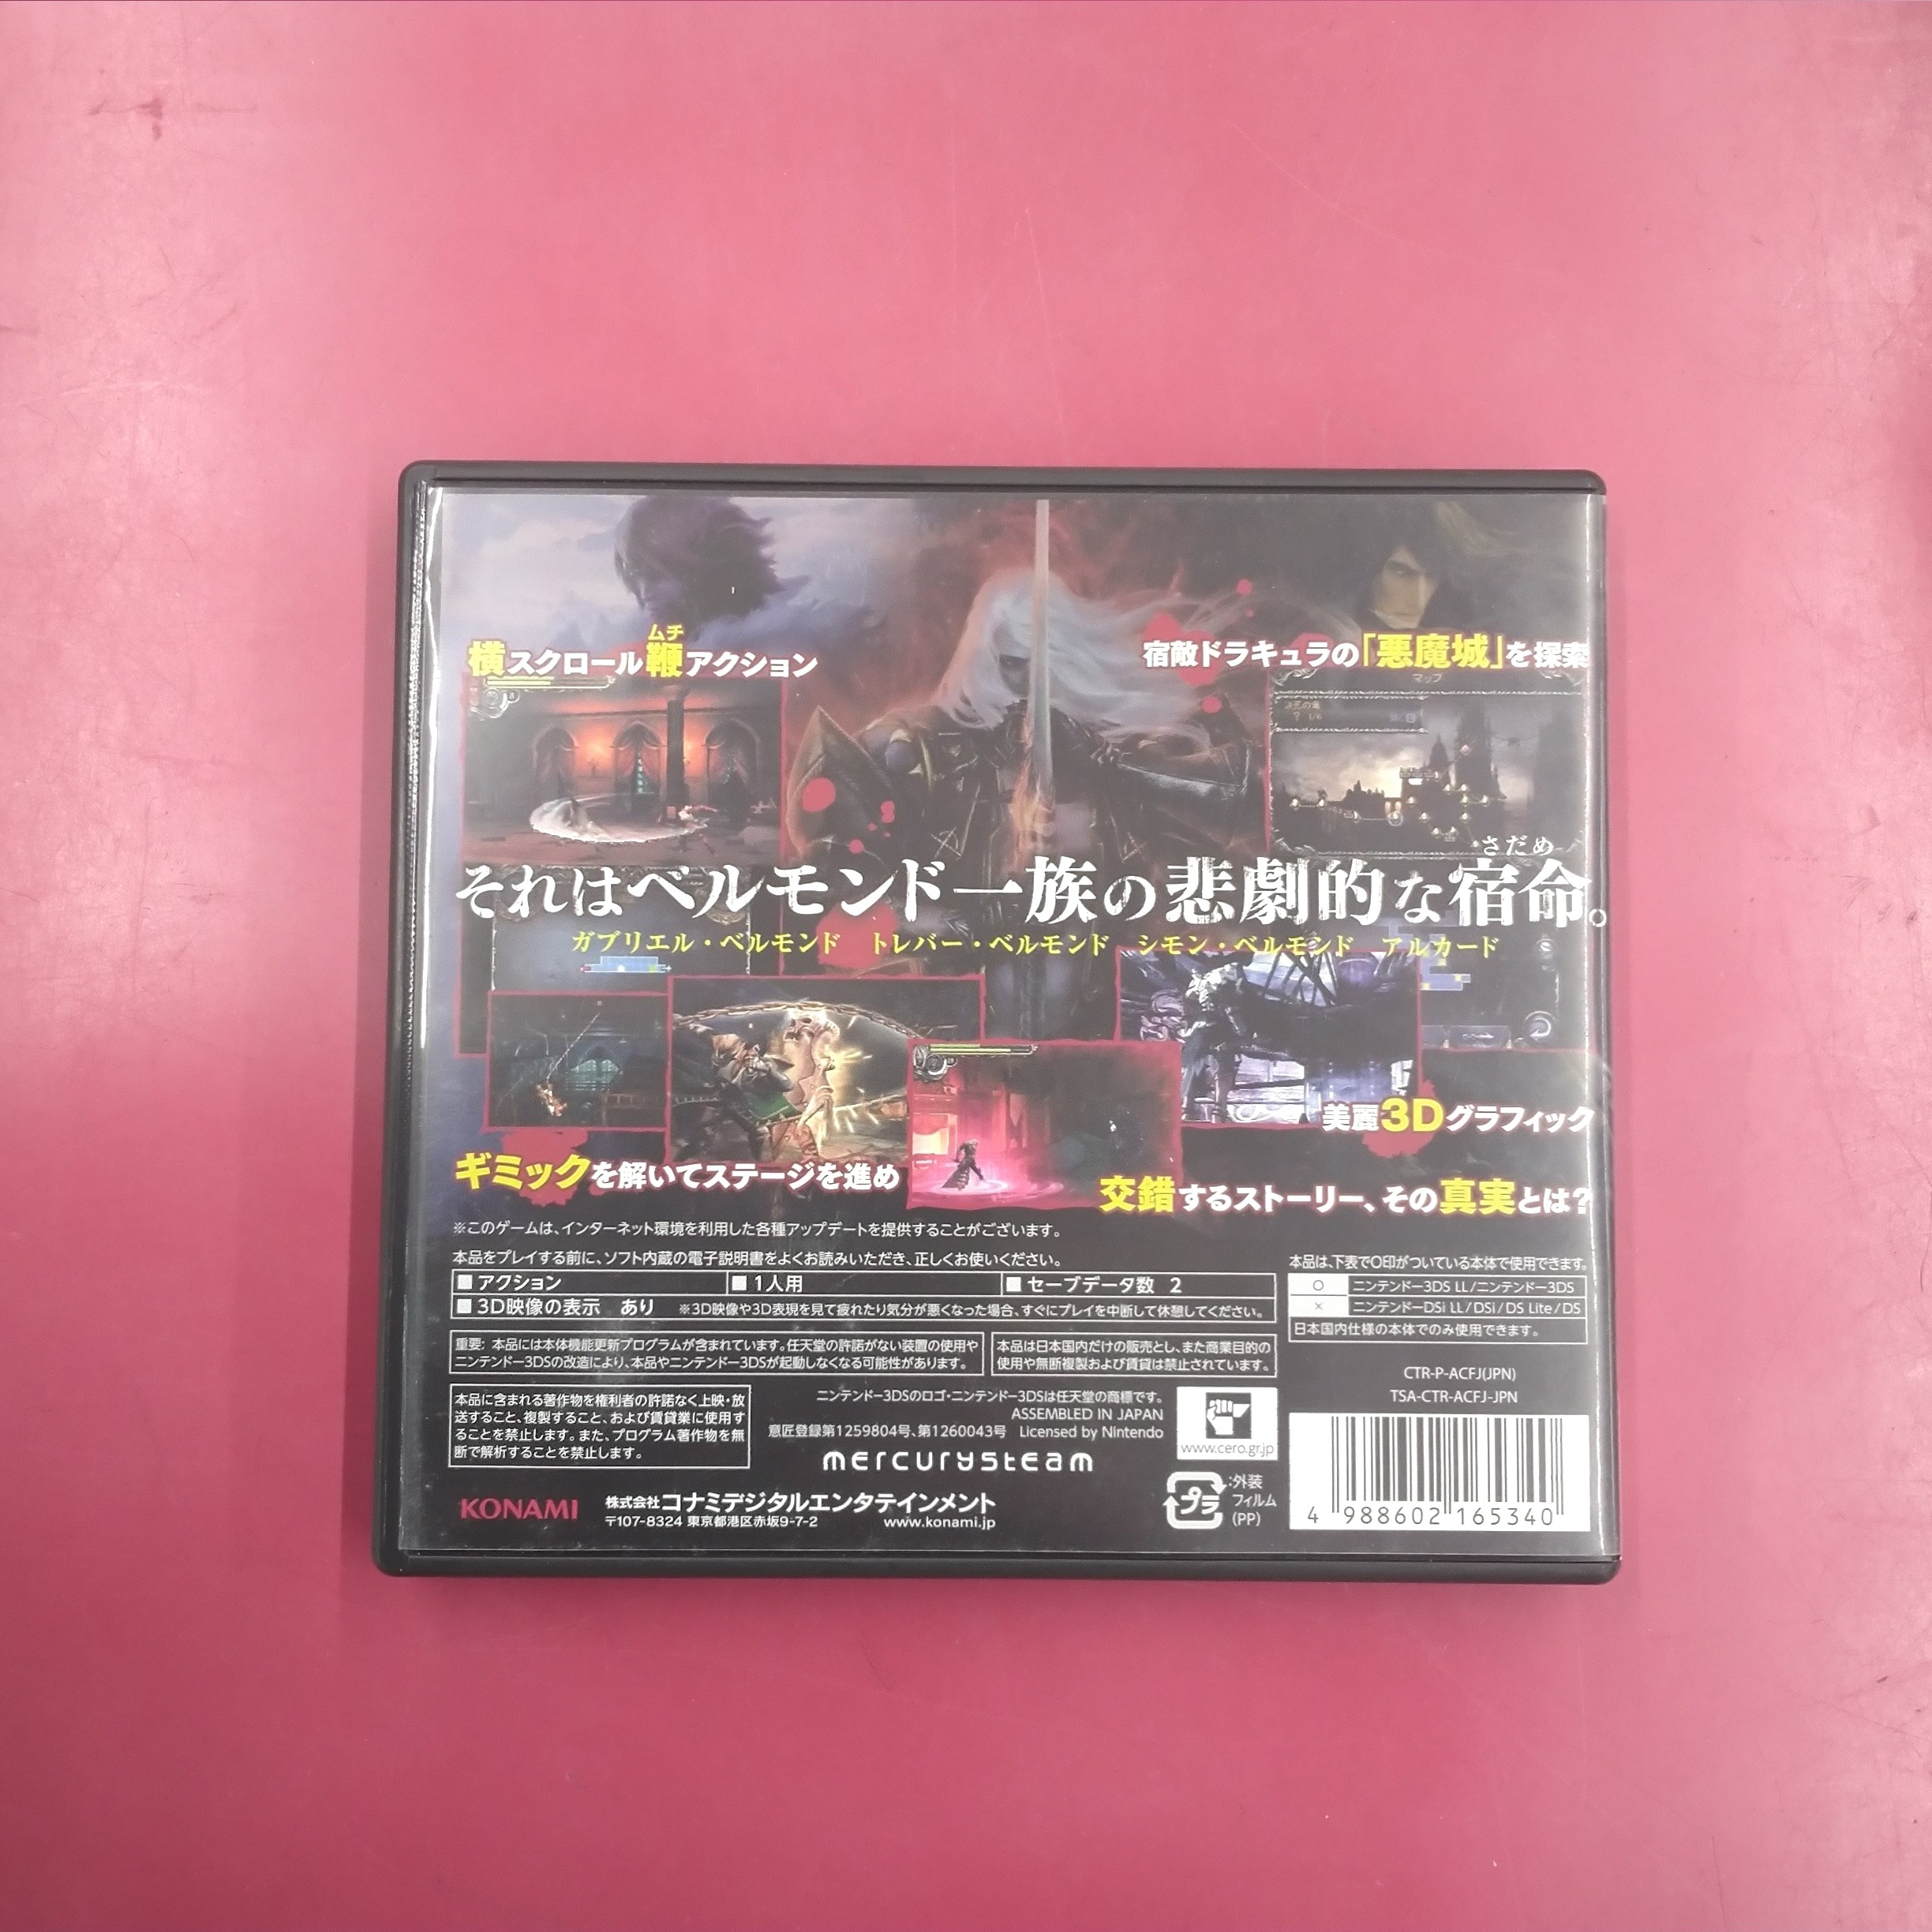 ムチ
横スクロール鞭アクション
宿敵ドラキュラの「悪魔城」を探索
マップ
さだめ
それはベルモンド一族の悲劇的な宿命。
ガブリエル・ベルモンド　トレバー・ベルモンド　シモン・ベルモンド　アルカード
美麗3Dグラフィック
ギミックを解いてステージを進め
交錯するストーリー、その真実とは?
※このゲームは、インターネット環境を利用した各種アップデートを提供することがございます。
本品をプレイする前に、ソフト内蔵の電子説明書をよくお読みいただき、正しくお使いください。
■ アクション
■ 1人用
■ セーブデータ数 2
■ 3D映像の表示 あり ※3D映像や3D表現を見て疲れたり気分が悪くなった場合、すぐにプレイを中断して休憩してください。
本品は、下表で○印がついている本体で使用できます。
○ ニンテンドー3DS LL/ニンテンドー3DS
× ニンテンドーDSi LL/DSi/DS Lite/DS
日本国内仕様の本体でのみ使用できます。
重要: 本品には本体機能更新プログラムが含まれています。任天堂の許諾がない装置の使用や
ニンテンドー3DSの改造により、本品やニンテンドー3DSが起動しなくなる可能性があります。
本品は日本国内だけの販売とし、また商業目的の
使用や無断複製および賃貸は禁止されています。
CTR-P-ACFJ(JPN)
TSA-CTR-ACFJ-JPN
本品に含まれる著作物を権利者の許諾なく上映・放
送すること、複製すること、および賃貸業に使用す
ることを禁止します。また、プログラム著作物を無
断で解析することを禁止します。
ニンテンドー3DSのロゴ・ニンテンドー3DSは任天堂の商標です。
ASSEMBLED IN JAPAN
意匠登録第1259804号、第1260043号 Licensed by Nintendo
mercurysteam
www.cero.gr.jp
KONAMI
株式会社コナミデジタルエンタテインメント
〒107-8324 東京都港区赤坂9-7-2 www.konami.jp
プラ
:外装
フィルム
(PP)
4 988602 165340